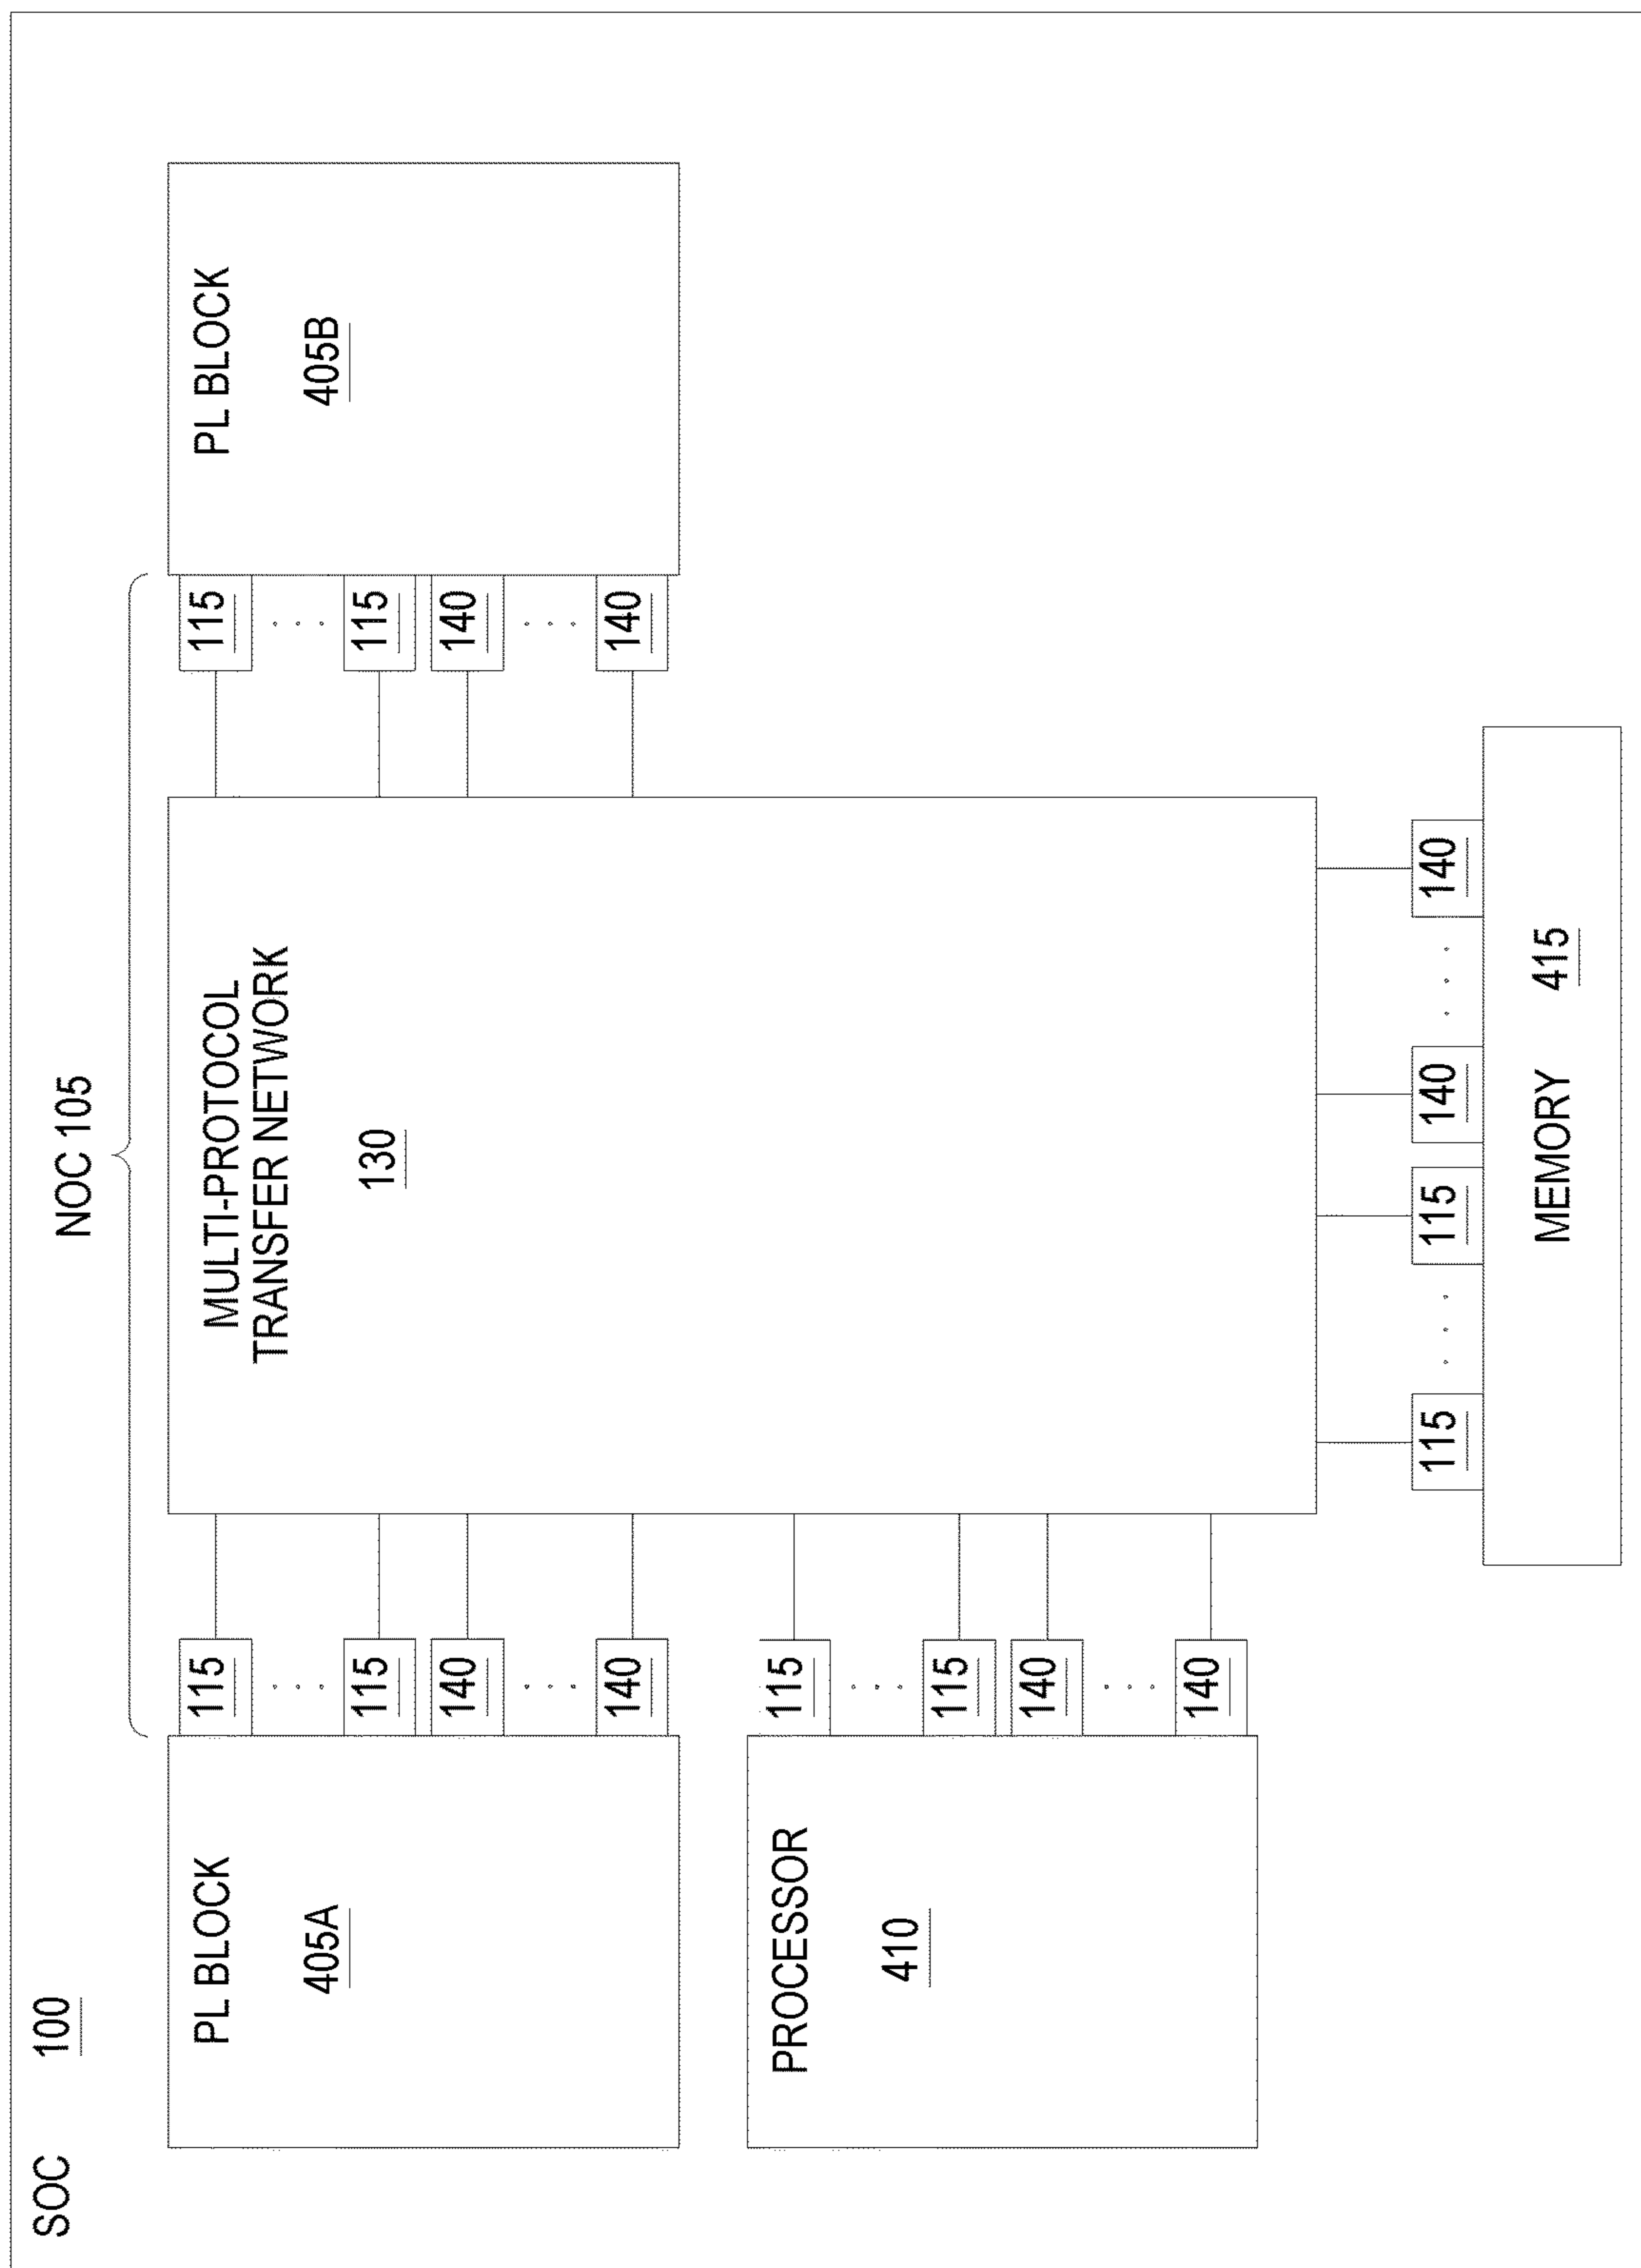 SOC 100
NOC 105
PL BLOCK
405A
115
115
140
140
MULTI-PROTOCOL
TRANSFER NETWORK
130
115
115
140
140
PL BLOCK
405B
PROCESSOR
410
115
115
140
140
115
115
140
140
MEMORY 415